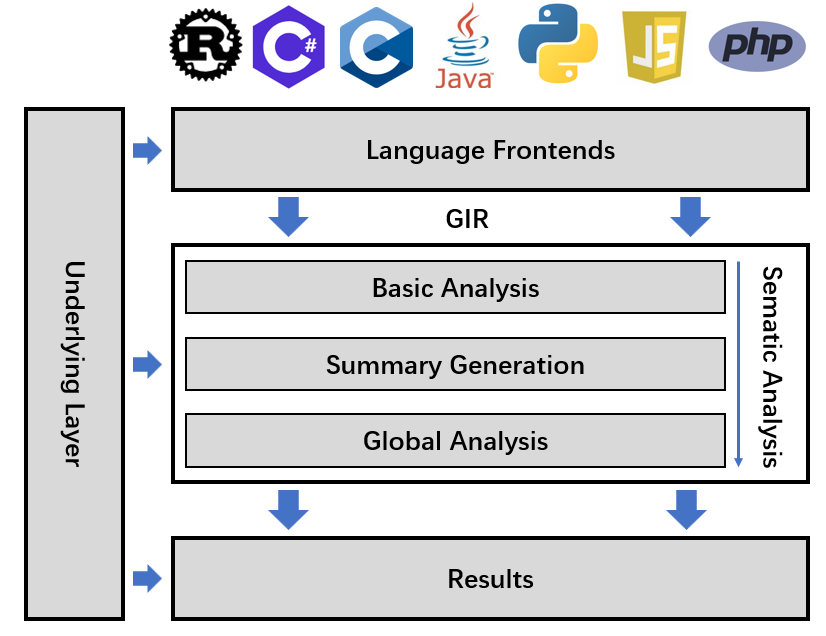 R
C#
C
Java
JS
php
Language Frontends
GIR
Underlying Layer
Basic Analysis
Summary Generation
Global Analysis
Sematic Analysis
Results